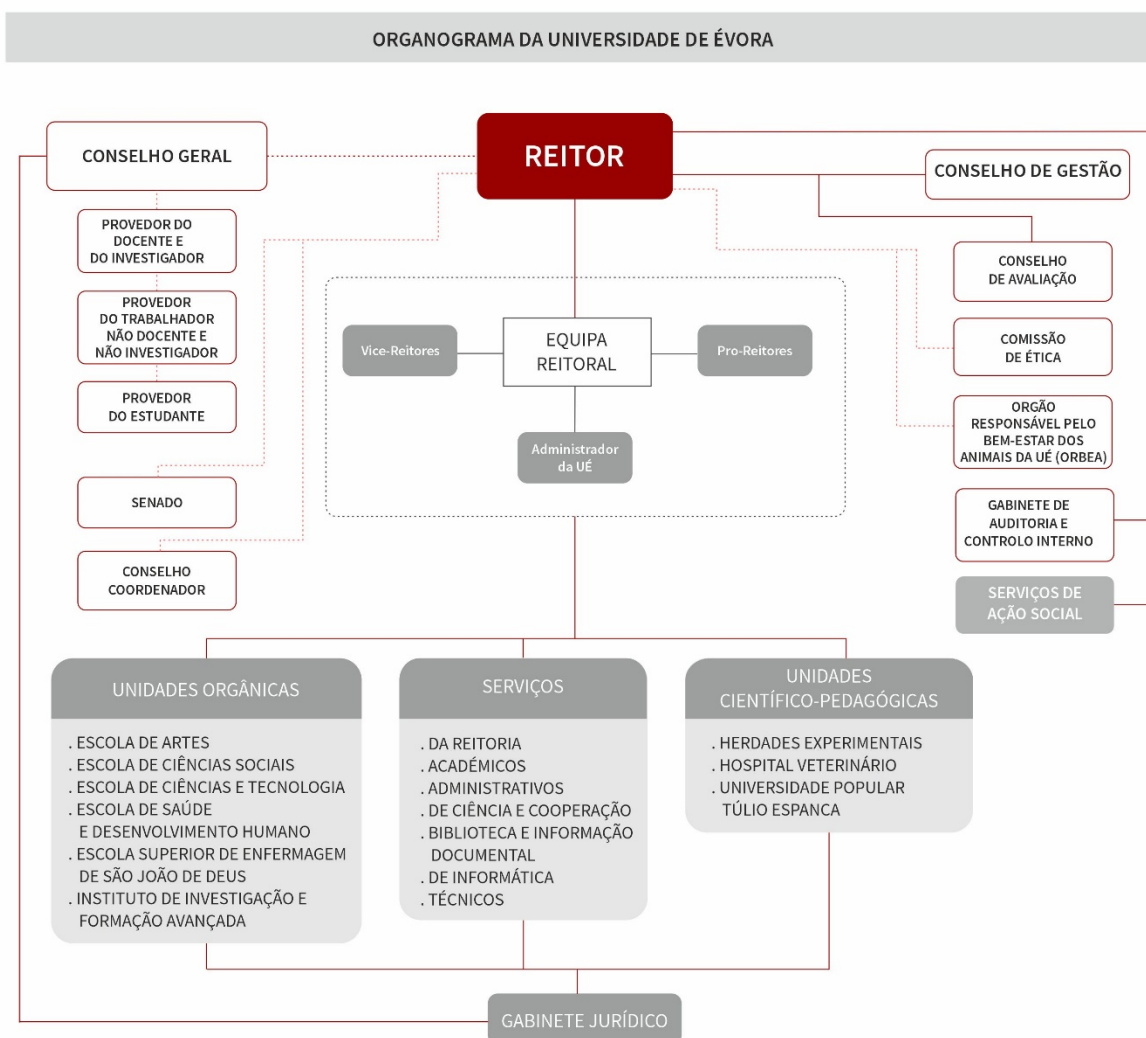 ORGANOGRAMA DA UNIVERSIDADE DE ÉVORA
REITOR
CONSELHO GERAL
CONSELHO DE GESTÃO
PROVEDOR DO
DOCENTE E
DO INVESTIGADOR
PROVEDOR
DO TRABALHADOR
NÃO DOCENTE E
NÃO INVESTIGADOR
PROVEDOR
DO ESTUDANTE
SENADO
CONSELHO
COORDENADOR
EQUIPA
REITORAL
Vice-Reitores
Pro-Reitores
Administrador
da UÉ
CONSELHO
DE AVALIAÇÃO
COMISSÃO
DE ÉTICA
ORGÃO
RESPONSÁVEL PELO
BEM-ESTAR DOS
ANIMAIS DA UÉ (ORBEA)
GABINETE DE
AUDITORIA E
CONTROLO INTERNO
SERVIÇOS DE
AÇÃO SOCIAL
UNIDADES ORGÂNICAS
. ESCOLA DE ARTES
. ESCOLA DE CIÊNCIAS SOCIAIS
. ESCOLA DE CIÊNCIAS E TECNOLOGIA
. ESCOLA DE SAÚDE
E DESENVOLVIMENTO HUMANO
. ESCOLA SUPERIOR DE ENFERMAGEM
DE SÃO JOÃO DE DEUS
. INSTITUTO DE INVESTIGAÇÃO E
FORMAÇÃO AVANÇADA
SERVIÇOS
. DA REITORIA
. ACADÉMICOS
. ADMINISTRATIVOS
. DE CIÊNCIA E COOPERAÇÃO
. BIBLIOTECA E INFORMAÇÃO
DOCUMENTAL
. DE INFORMÁTICA
. TÉCNICOS
UNIDADES
CIENTÍFICO-PEDAGÓGICAS
. HERDADES EXPERIMENTAIS
. HOSPITAL VETERINÁRIO
. UNIVERSIDADE POPULAR
TÚLIO ESPANCA
GABINETE JURÍDICO